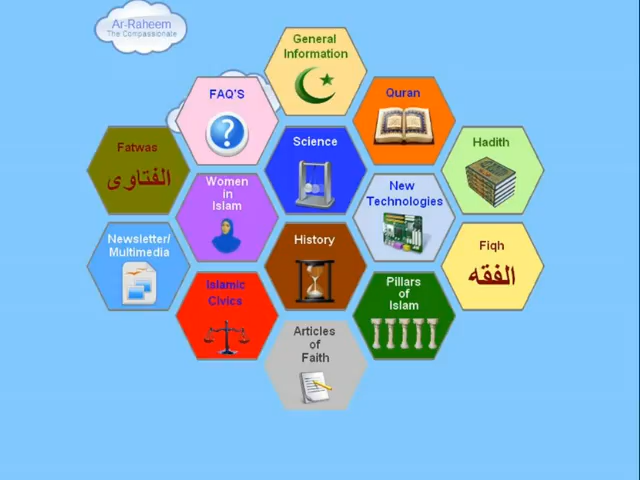 Ar-Raheem
The Compassionate
General
Information
FAQ'S
Quran
Fatwas
الفتاوى
Science
Hadith
Women
in
Islam
New
Technologies
Newsletter/
Multimedia
History
Fiqh
الفقه
Islamic
Civics
Pillars
of
Islam
Articles
of
Faith